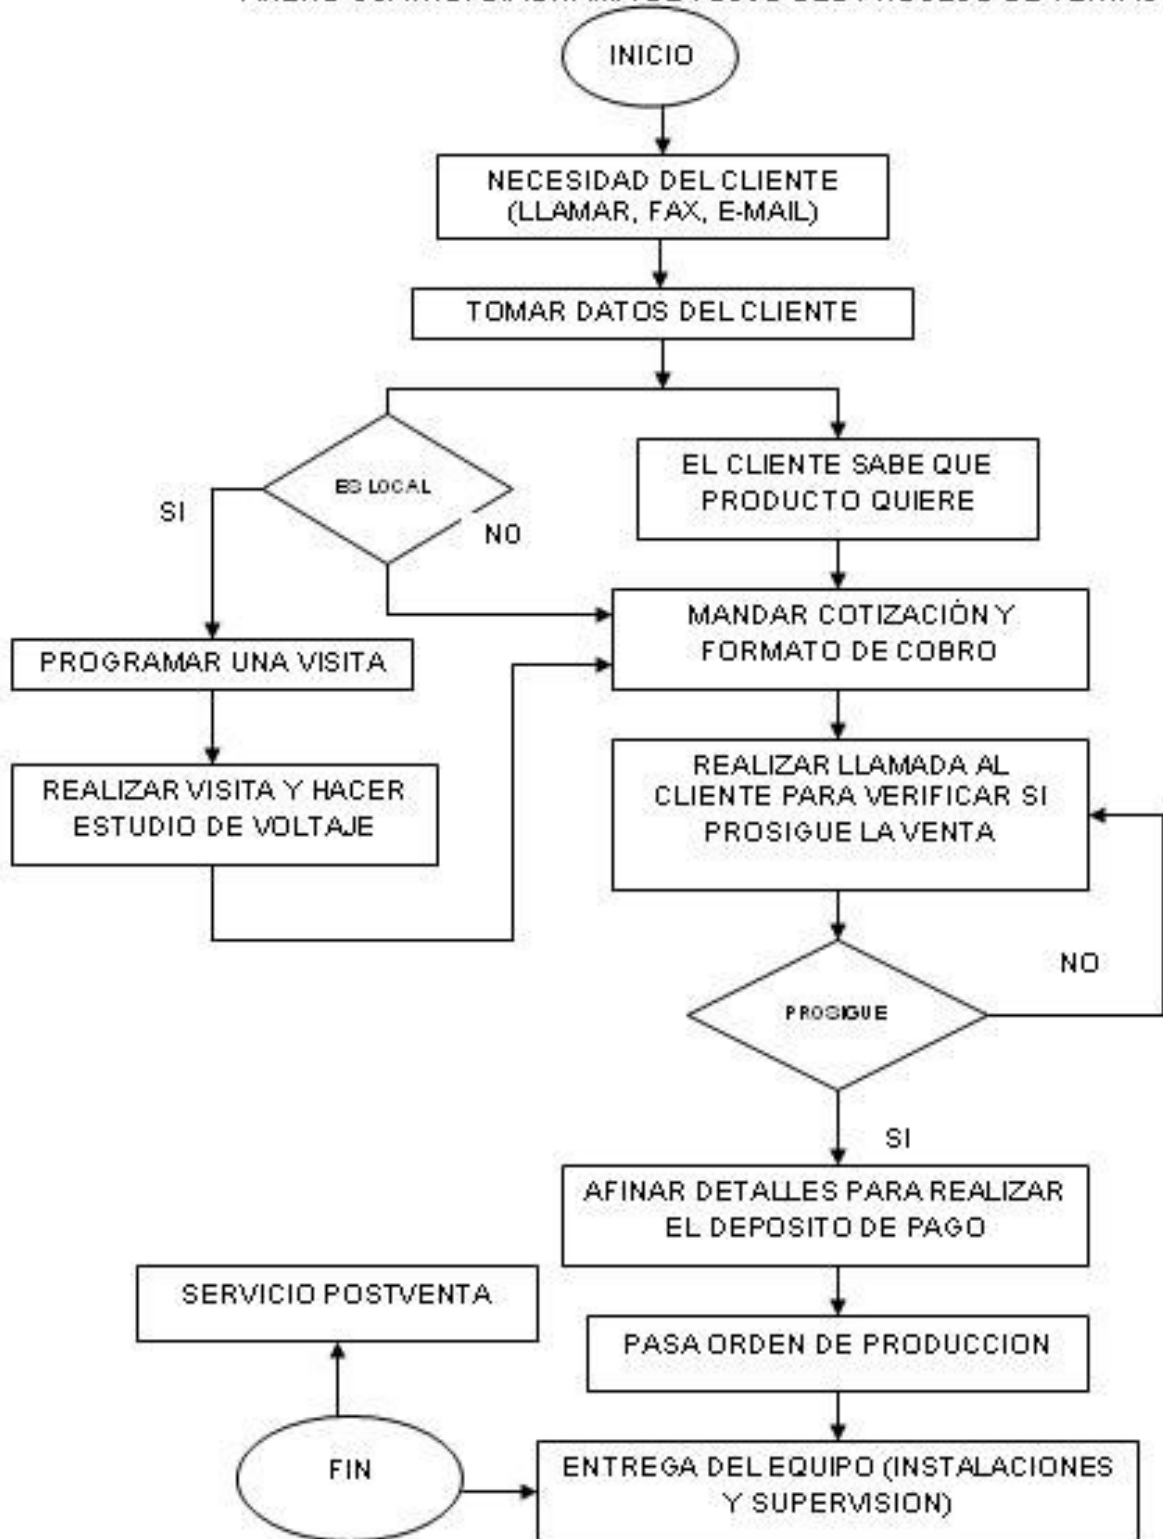 INICIO
NECESIDAD DEL CLIENTE
(LLAMAR, FAX, E-MAIL)
TOMAR DATOS DEL CLIENTE
ES LOCAL
SI
NO
EL CLIENTE SABE QUE
PRODUCTO QUIERE
MANDAR COTIZACIÓN Y
FORMATO DE COBRO
PROGRAMAR UNA VISITA
REALIZAR VISITA Y HACER
ESTUDIO DE VOLTAJE
REALIZAR LLAMADA AL
CLIENTE PARA VERIFICAR SI
PROSIGUE LA VENTA
NO
PROSIGUE
SI
AFINAR DETALLES PARA REALIZAR
EL DEPOSITO DE PAGO
SERVICIO POSTVENTA
PASA ORDEN DE PRODUCCION
FIN
ENTREGA DEL EQUIPO (INSTALACIONES
Y SUPERVISION)